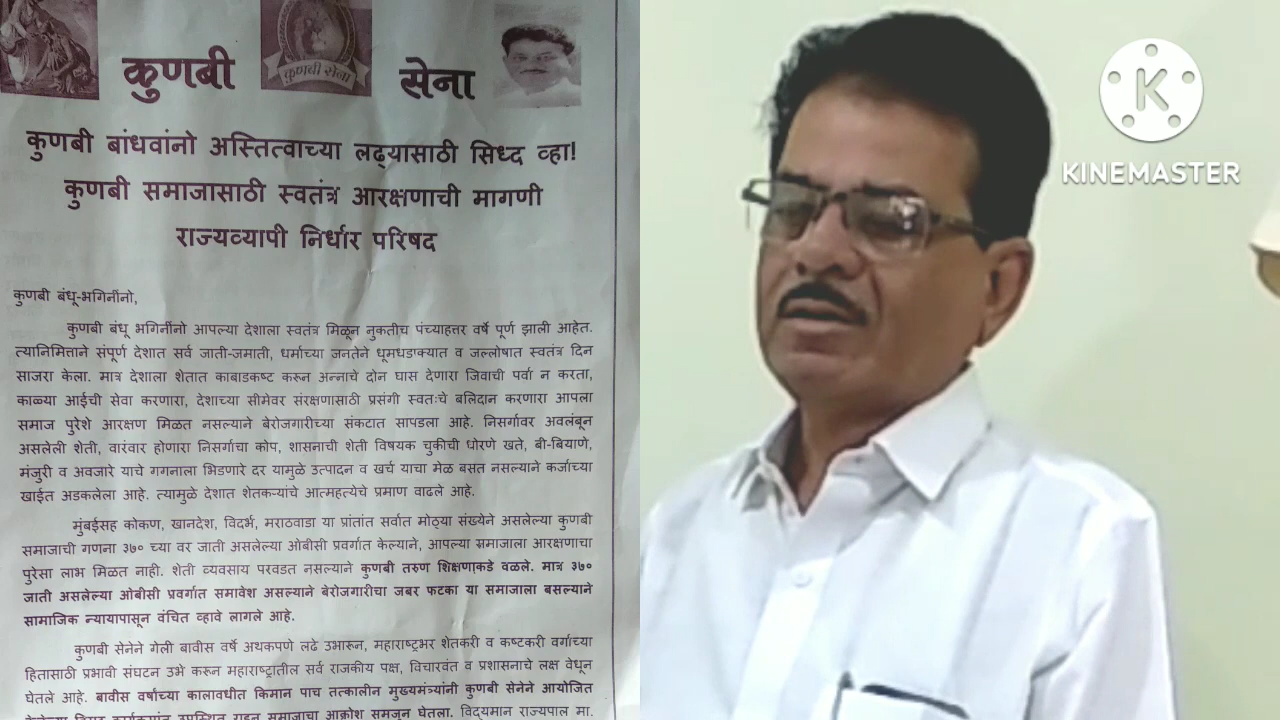 कुणबी
कुणबी सेना
सेना
कुणबी बांधवांनो अस्तित्वाच्या लढ्यासाठी सिध्द व्हा!
कुणबी समाजासाठी स्वतंत्र आरक्षणाची मागणी
राज्यव्यापी निर्धार परिषद
कुणबी बंधू-भगिनींनो,
कुणबी बंधू भगिनींनो आपल्या देशाला स्वतंत्र मिळून नुकतीच पंच्याहत्तर वर्षे पूर्ण झाली आहेत.
त्यानिमित्ताने संपूर्ण देशात सर्व जाती-जमाती, धर्माच्या जनतेने धूमधडाक्यात व जल्लोषात स्वतंत्र दिन
साजरा केला. मात्र देशाला शेतात काबाडकष्ट करुन अन्नाचे दोन घास देणारा जिवाची पर्वा न करता,
काळ्या आईची सेवा करणारा, देशाच्या सीमेवर संरक्षणासाठी प्रसंगी स्वतःचे बलिदान करणारा आपला
समाज पुरेशे आरक्षण मिळत नसल्याने बेरोजगारीच्या संकटात सापडला आहे. निसर्गावर अवलंबून
असलेली शेती, वारंवार होणारा निसर्गाचा कोप, शासनाची शेती विषयक चुकीची धोरणे खते, बी-बियाणे,
मंजुरी व अवजारे याचे गगनाला भिडणारे दर यामुळे उत्पादन व खर्च याचा मेळ बसत नसल्याने कर्जाच्या
खाईत अडकलेला आहे. त्यामुळे देशात शेतकऱ्यांचे आत्महत्येचे प्रमाण वाढले आहे.
मुंबईसह कोकण, खानदेश, विदर्भ, मराठवाडा या प्रांतांत सर्वात मोठ्या संख्येने असलेल्या कुणबी
समाजाची गणना ३७० च्या वर जाती असलेल्या ओबीसी प्रवर्गात केल्याने, आपल्या समाजाला आरक्षणाचा
पुरेसा लाभ मिळत नाही. शेती व्यवसाय परवडत नसल्याने कुणबी तरुण शिक्षणाकडे वळले. मात्र ३७०
जाती असलेल्या ओबीसी प्रवर्गात समावेश असल्याने बेरोजगारीचा जबर फटका या समाजाला बसल्याने
सामाजिक न्यायापासून वंचित व्हावे लागले आहे.
कुणबी सेनेने गेली बावीस वर्षे अथकपणे लढे उभारुन, महाराष्ट्रभर शेतकरी व कष्टकरी वर्गाच्या
हितासाठी प्रभावी संघटन उभे करून महाराष्ट्रातील सर्व राजकीय पक्ष, विचारवंत व प्रशासनाचे लक्ष वेधून
घेतले आहे. बावीस वर्षाच्या कालावधीत किमान पाच तत्कालीन मुख्यमंत्र्यांनी कुणबी सेनेने आयोजित
समाजाचा आक्रोश समजून घेतला. विद्यमान राज्यपाल मा.
K
KINEMASTER